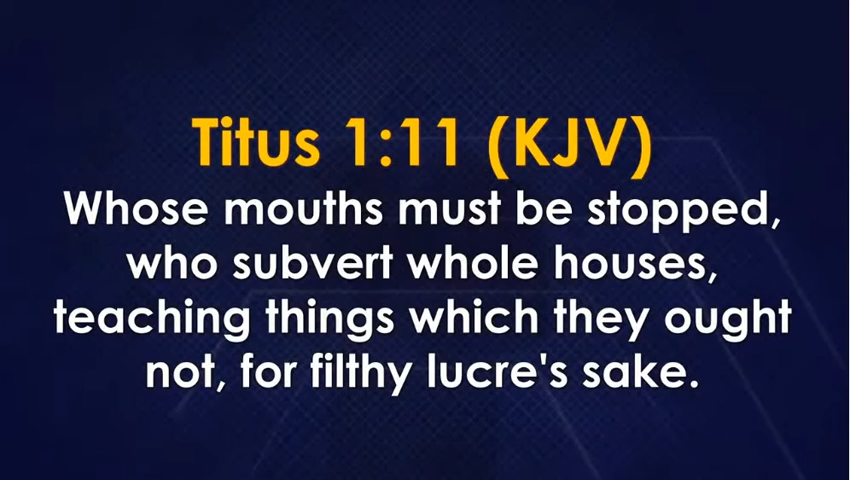 Titus 1:11 (KJV)
Whose mouths must be stopped,
who subvert whole houses,
teaching things which they ought
not, for filthy lucre's sake.